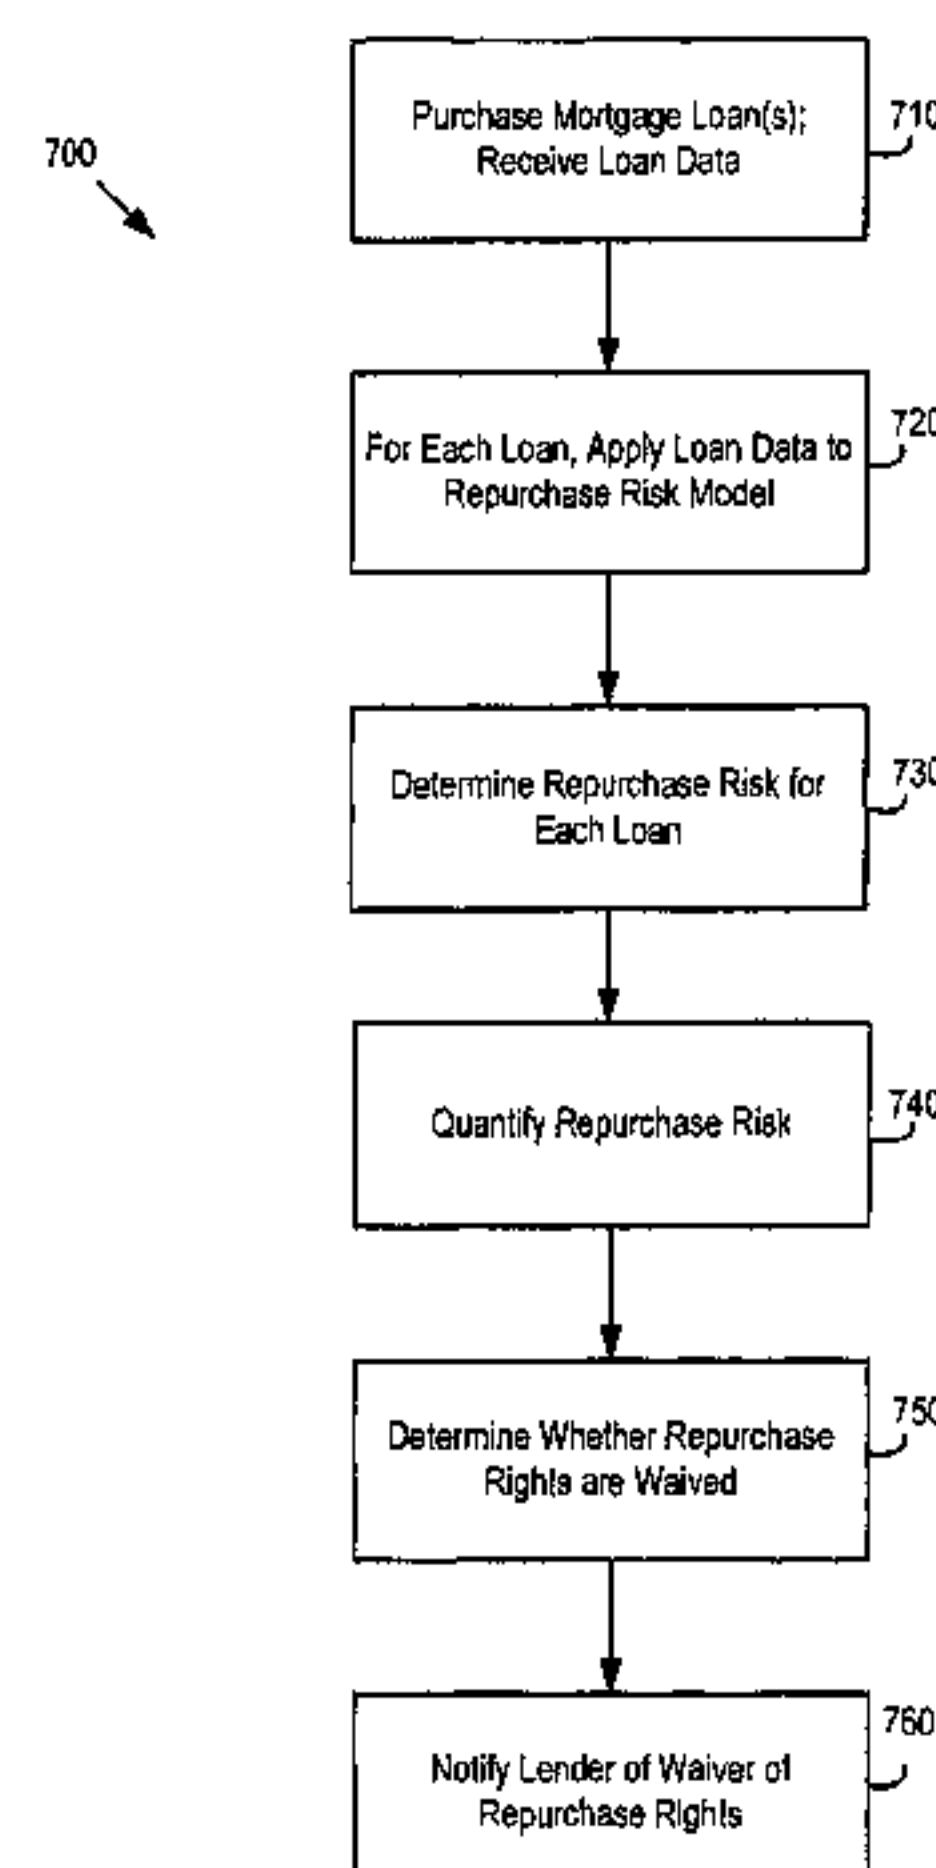 700
Purchase Mortgage Loan(s);
Receive Loan Data
710
For Each Loan, Apply Loan Data to
Repurchase Risk Model
720
Determine Repurchase Risk for
Each Loan
730
Quantify Repurchase Risk
740
Determine Whether Repurchase
Rights are Waived
750
Notify Lender of Waiver of
Repurchase Rights
760